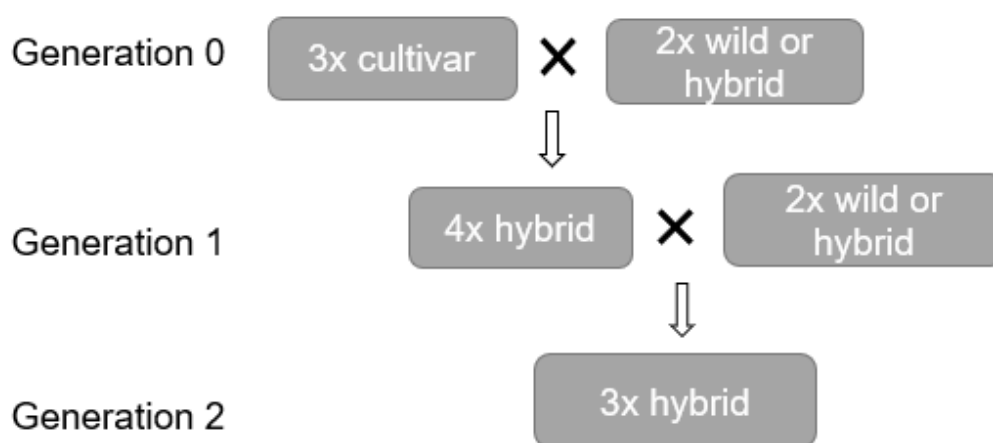 Generation 0
3x cultivar
2x wild or
hybrid
Generation 1
4x hybrid
2x wild or
hybrid
Generation 2
3x hybrid